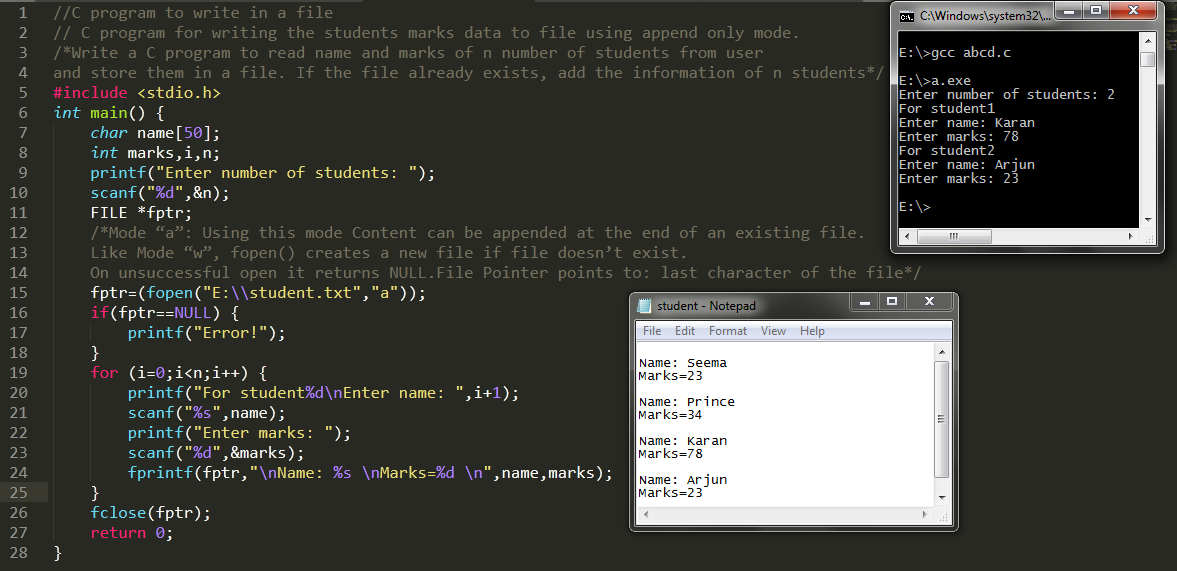 1 //C program to write in a file
2 // C program for writing the students marks data to file using append only mode.
3 /*Write a C program to read name and marks of n number of students from user
4 and store them in a file. If the file already exists, add the information of n students*/
5 #include <stdio.h>
6 int main() {
7 char name[50];
8 int marks,i,n;
9 printf("Enter number of students: ");
10 scanf("%d",&n);
11 FILE *fptr;
12 /*Mode “a”: Using this mode Content can be appended at the end of an existing file.
13 Like Mode “w”, fopen() creates a new file if file doesn’t exist.
14 On unsuccessful open it returns NULL.File Pointer points to: last character of the file*/
15 fptr=(fopen("E:\\student.txt","a"));
16 if(fptr==NULL) {
17 printf("Error!");
18 }
19 for (i=0;i<n;i++) {
20 printf("For student%d\nEnter name: ",i+1);
21 scanf("%s",name);
22 printf("Enter marks: ");
23 scanf("%d",&marks);
24 fprintf(fptr,"\nName: %s \nMarks=%d \n",name,marks);
25 }
26 fclose(fptr);
27 return 0;
28 }
C:\Windows\system32\...
E:\>gcc abcd.c
E:\>a.exe
Enter number of students: 2
For student1
Enter name: Karan
Enter marks: 78
For student2
Enter name: Arjun
Enter marks: 23
E:\>
student - Notepad
File Edit Format View Help
Name: Seema
Marks=23
Name: Prince
Marks=34
Name: Karan
Marks=78
Name: Arjun
Marks=23